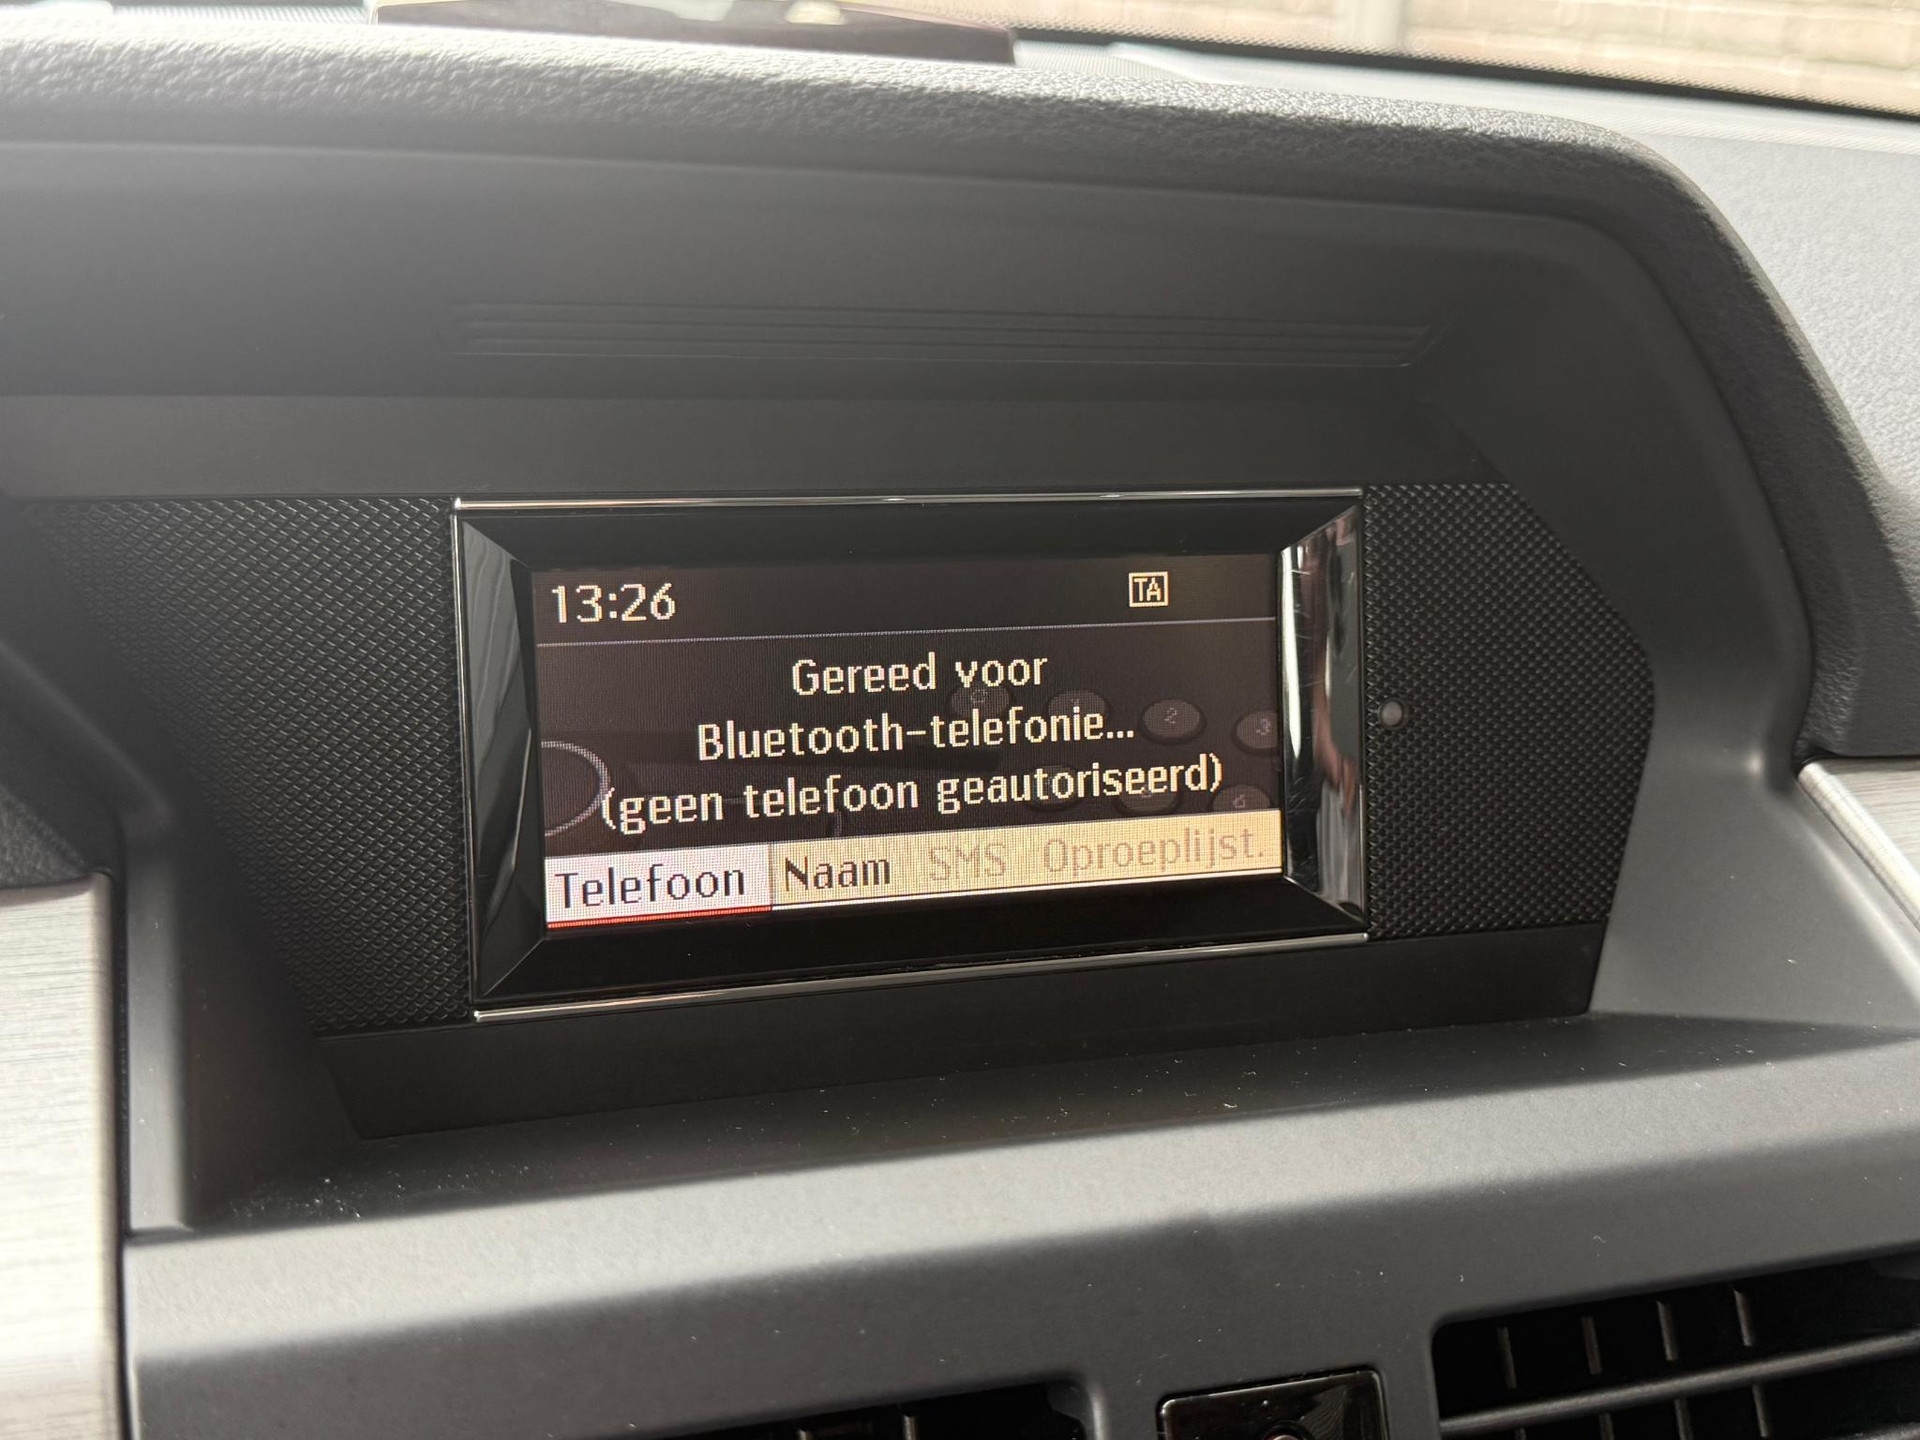 13:26 TA
Gereed voor
Bluetooth-telefonie...
(geen telefoon geautoriseerd)
Telefoon Naam SMS Oproeplijst.